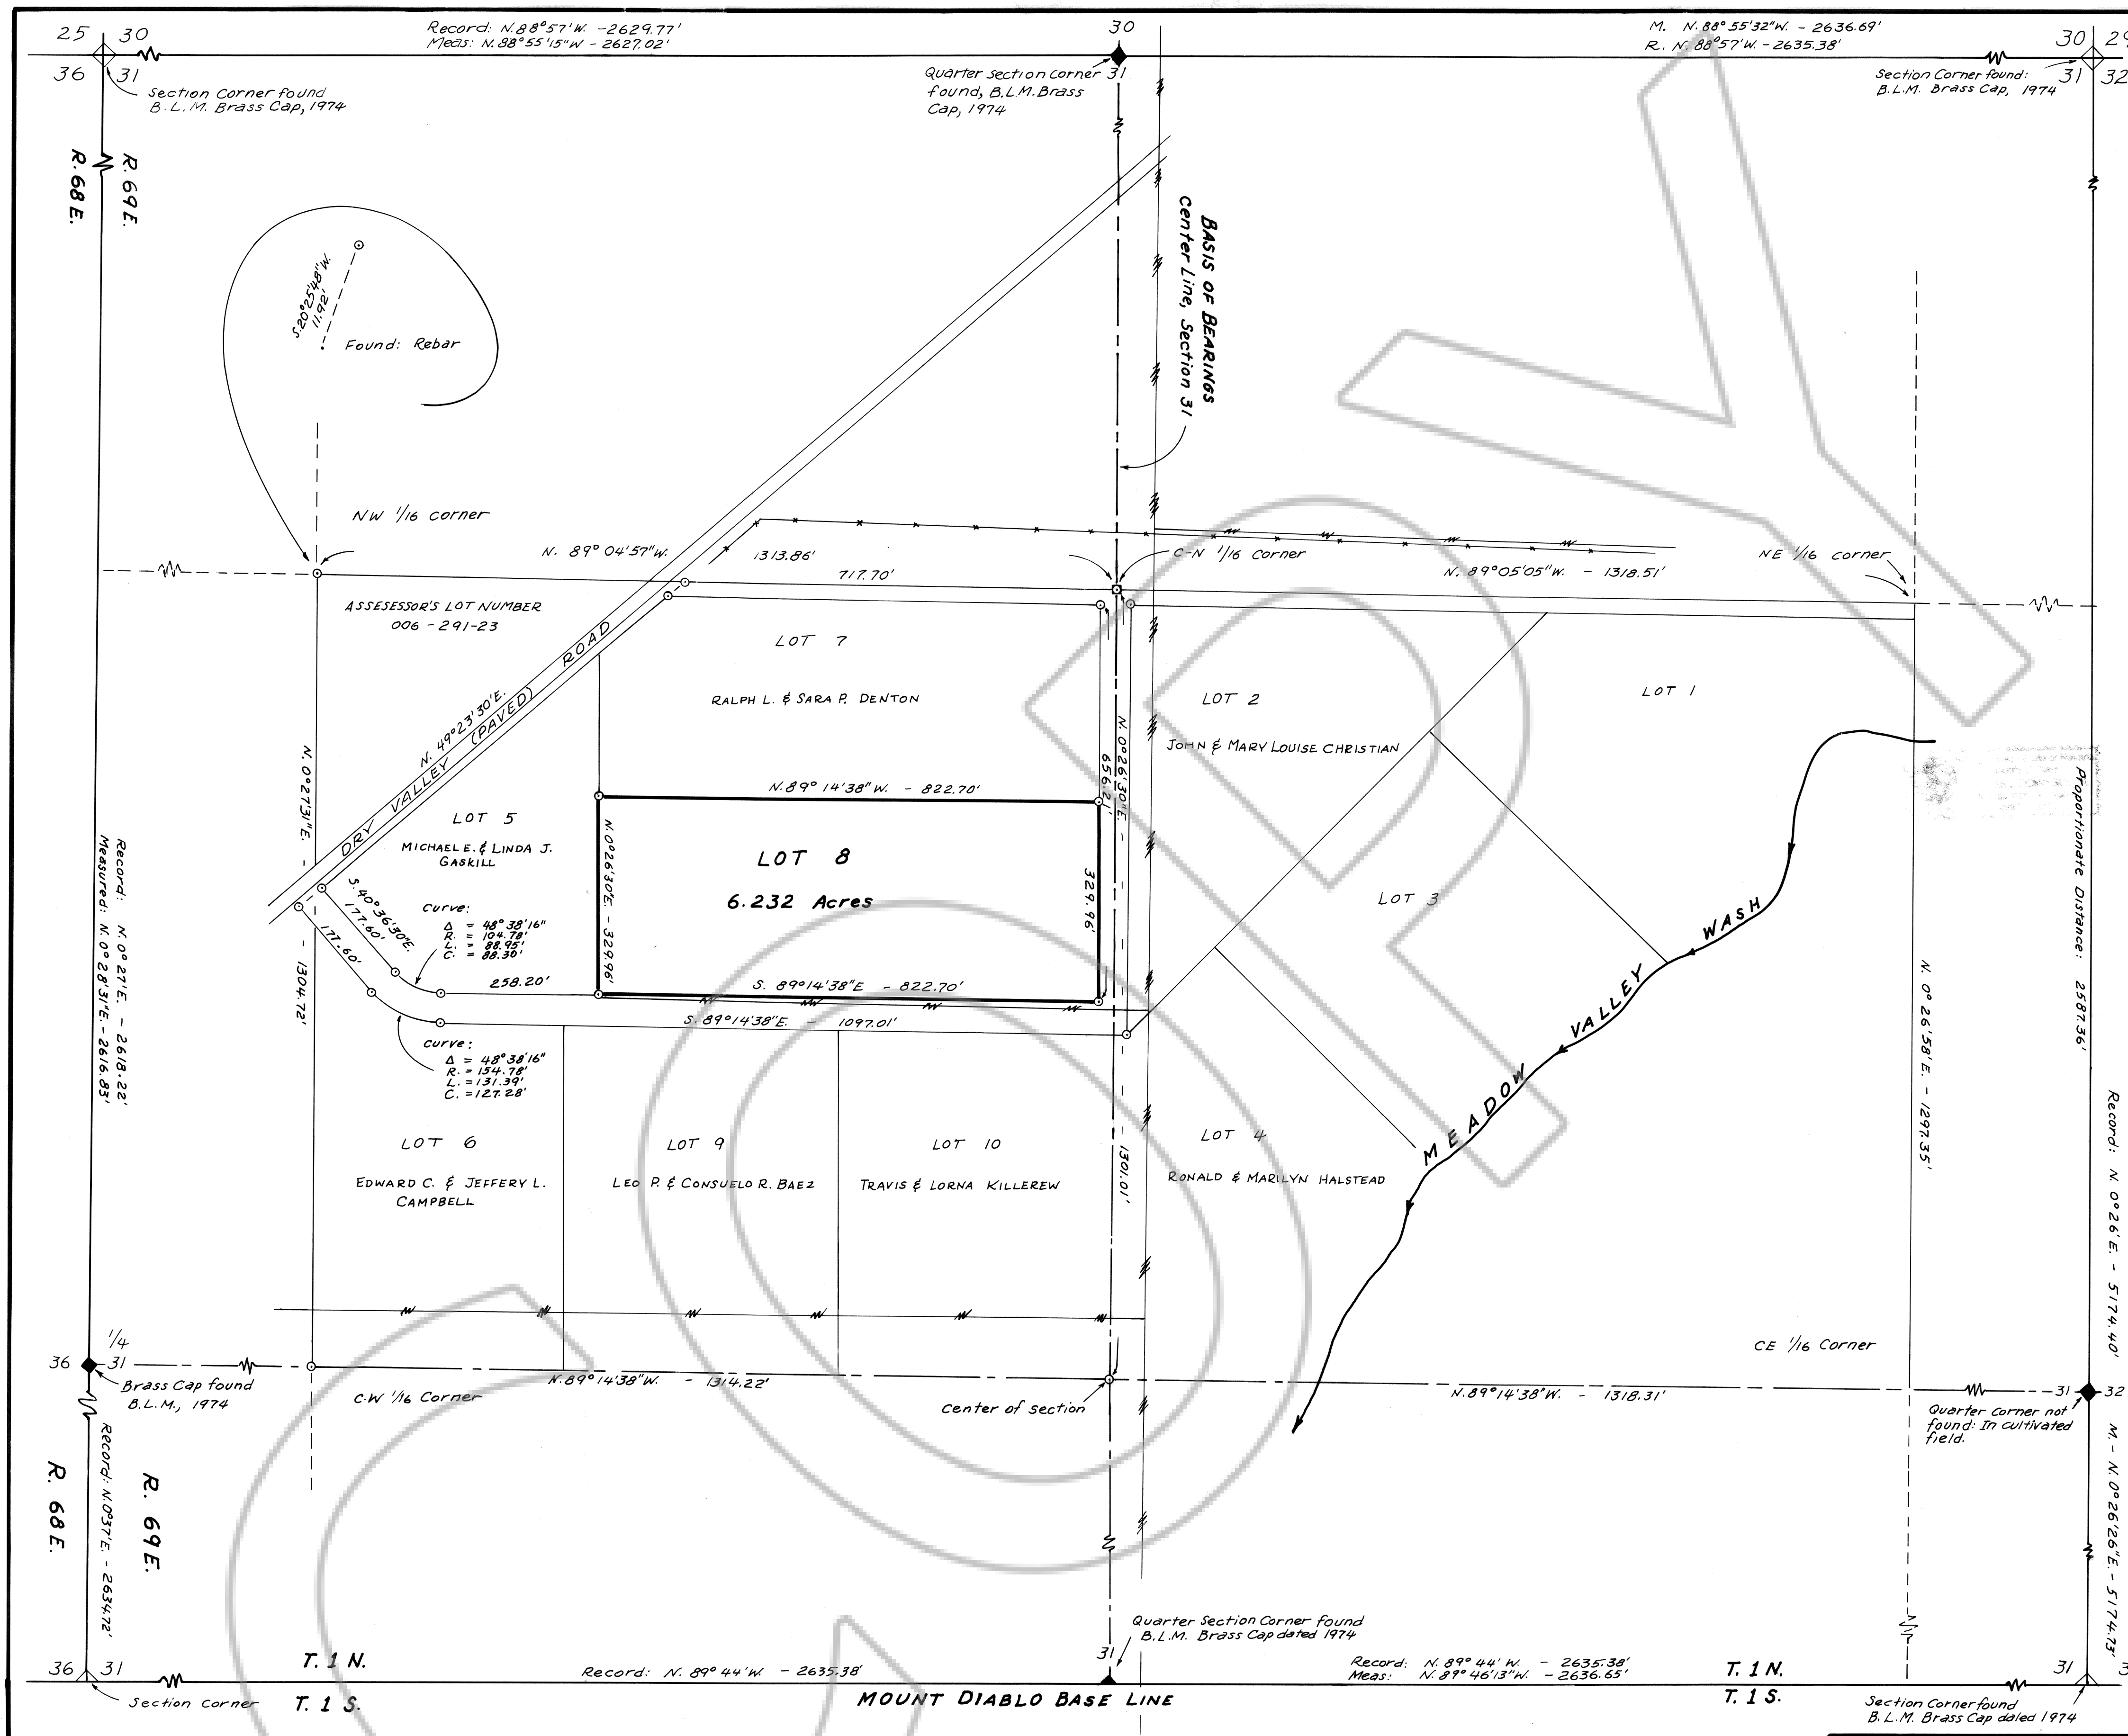 25 30
36 31
Record: N.88°57'W. -2629.77'
Meas: N.88°55'15"W - 2627.02'
30
M. N.88°55'32"W. - 2636.69'
R. N.88°57'W. - 2635.38'
30 29
31 32
Section Corner found
B.L.M. Brass Cap, 1974
Quarter section corner 31
found, B.L.M. Brass
Cap, 1974
Section Corner found:
B.L.M. Brass Cap, 1974
R. 68 E.
R. 69 E.
S.20°25'48"W.
11.92'
Found: Rebar
BASIS OF BEARINGS
Center Line, Section 31
NW 1/16 corner
N. 89°04'57"W.
1313.86'
717.70'
C-N 1/16 Corner
NE 1/16 corner
N. 89°05'05"W. - 1318.51'
ASSESESSOR'S LOT NUMBER
006 - 291-23
LOT 7
RALPH L. & SARA P. DENTON
LOT 2
JOHN & MARY LOUISE CHRISTIAN
LOT 1
N. 49°23'30"E.
DRY VALLEY ROAD
(PAVED)
N. 0°27'31"E. - - 1304.72'
N. 0°26'30"E. - - 1301.01'
656.21'
N.89°14'38"W. - 822.70'
LOT 5
MICHAEL E. & LINDA J.
GASKILL
LOT 8
6.232 Acres
N.0°26'30"E. - 329.96'
329.96'
LOT 3
S. 40°36'30"E.
177.60'
177.60'
curve:
Δ = 48°38'16"
R. = 104.78'
L. = 88.95'
C. = 88.30'
258.20'
S. 89°14'38"E - 822.70'
S. 89°14'38"E. - 1097.01'
curve:
Δ = 48°38'16"
R. = 154.78'
L. = 131.39'
C. = 127.28'
MEADOW VALLEY WASH
Record: N. 0°27'E. - 2618.22'
Measured: N. 0°28'31"E. - 2616.83'
Proportionate Distance: 2587.36'
N. 0°26'58"E. - 1297.35'
Record: N. 0°26'E. - 5174.40'
M. - N. 0°26'26"E. - 5174.73'
LOT 6
EDWARD C. & JEFFERY L.
CAMPBELL
LOT 9
LEO P. & CONSUELO R. BAEZ
LOT 10
TRAVIS & LORNA KILLEREW
LOT 4
RONALD & MARILYN HALSTEAD
1/4
36 31
Brass Cap found
B.L.M., 1974
C-W 1/16 Corner
N.89°14'38"W. - 1314.22'
Center of section
CE 1/16 Corner
N.89°14'38"W. - 1318.31'
31 32
Quarter Corner not
found: In cultivated
field.
Record: N.0°37'E. - 2634.72'
R. 68 E.
R. 69 E.
Quarter Section Corner found
B.L.M. Brass Cap dated 1974
36 31
Section Corner
T. 1 N.
T. 1 S.
Record: N. 89°44'W. - 2635.38'
31
MOUNT DIABLO BASE LINE
Record: N. 89°44'W. - 2635.38'
Meas: N. 89°46'13"W. - 2636.65'
T. 1 N.
T. 1 S.
31 3
Section Corner found
B.L.M. Brass Cap dated 1974
COPY